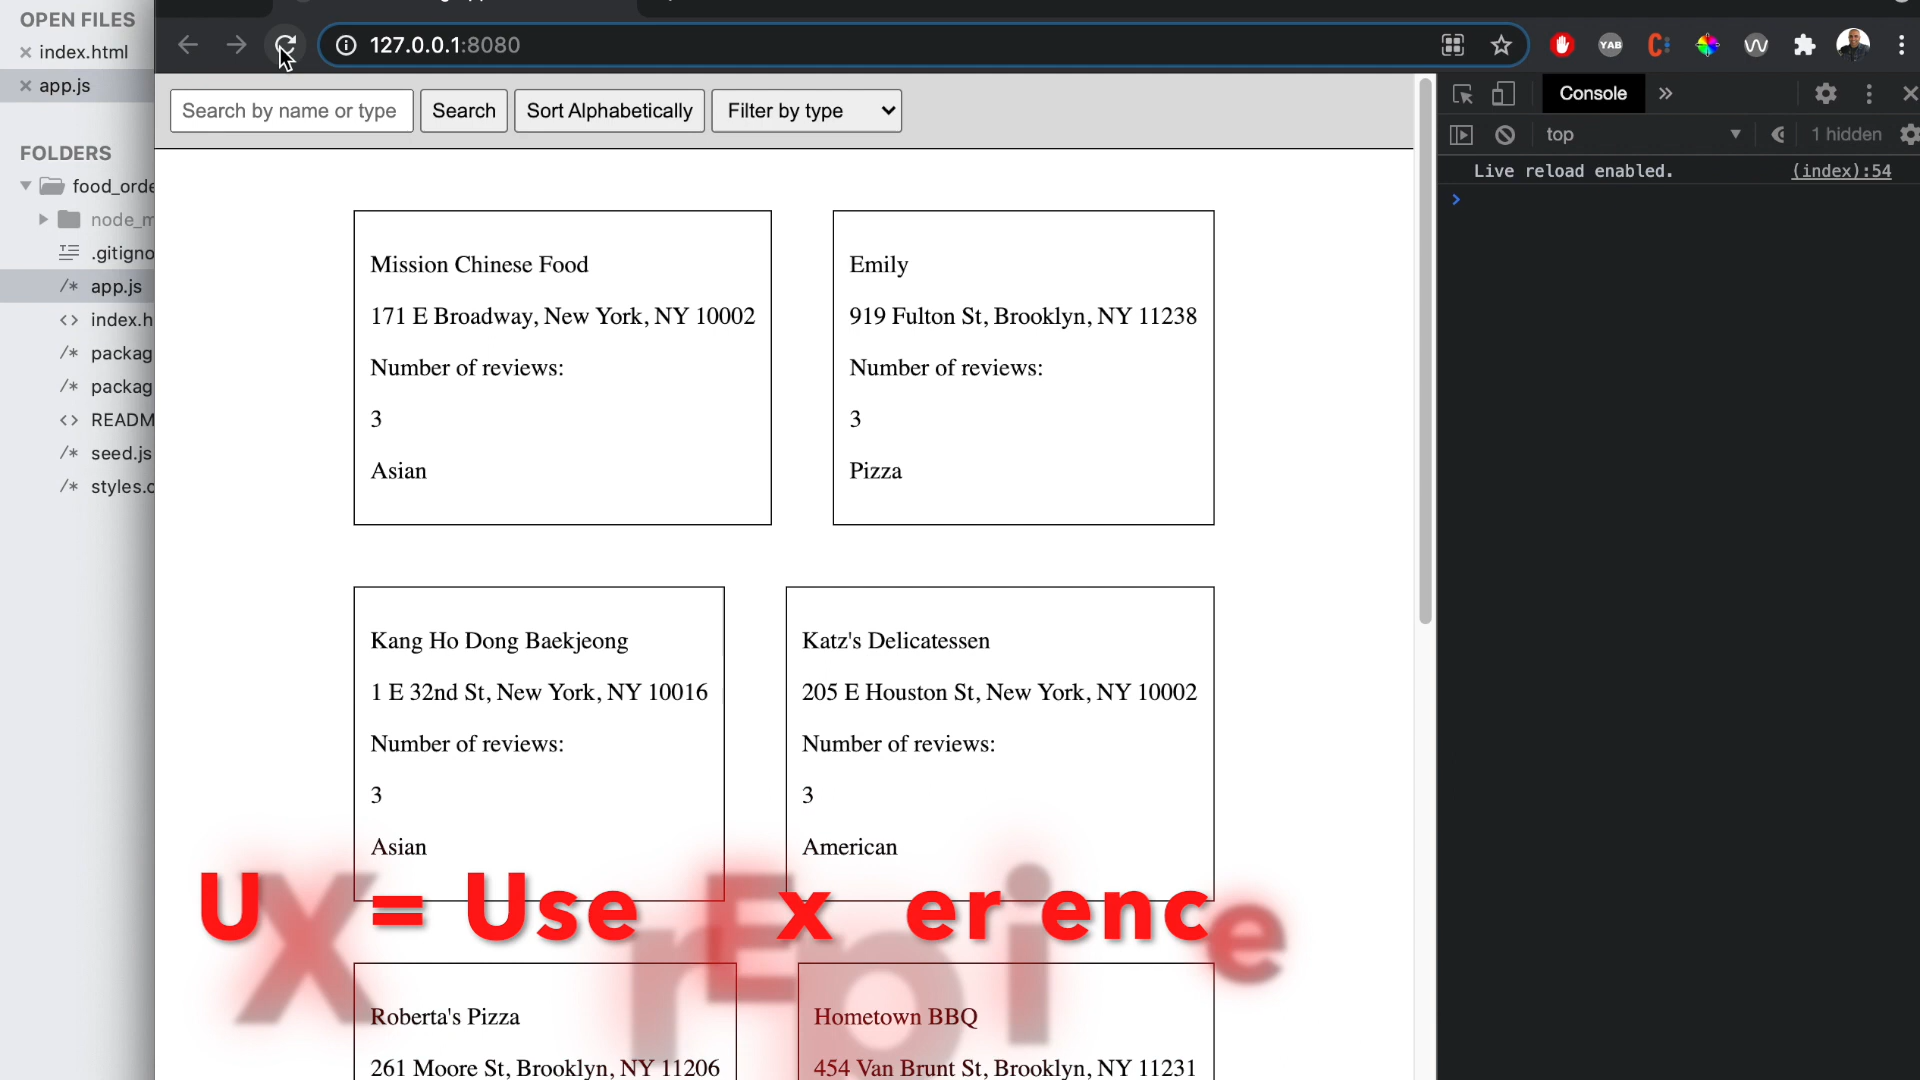 OPEN FILES
index.html
app.js
FOLDERS
food_orde
node_m
.gitigno
app.js
index.h
packag
packag
READM
seed.js
styles.c
127.0.0.1:8080
YAB
Search by name or type
Search
Sort Alphabetically
Filter by type
Mission Chinese Food
171 E Broadway, New York, NY 10002
Number of reviews:
3
Asian
Emily
919 Fulton St, Brooklyn, NY 11238
Number of reviews:
3
Pizza
Kang Ho Dong Baekjeong
1 E 32nd St, New York, NY 10016
Number of reviews:
3
Asian
Katz's Delicatessen
205 E Houston St, New York, NY 10002
Number of reviews:
3
American
UX = User Experience
Roberta's Pizza
261 Moore St, Brooklyn, NY 11206
Hometown BBQ
454 Van Brunt St, Brooklyn, NY 11231
Console
top
1 hidden
Live reload enabled.
(index):54